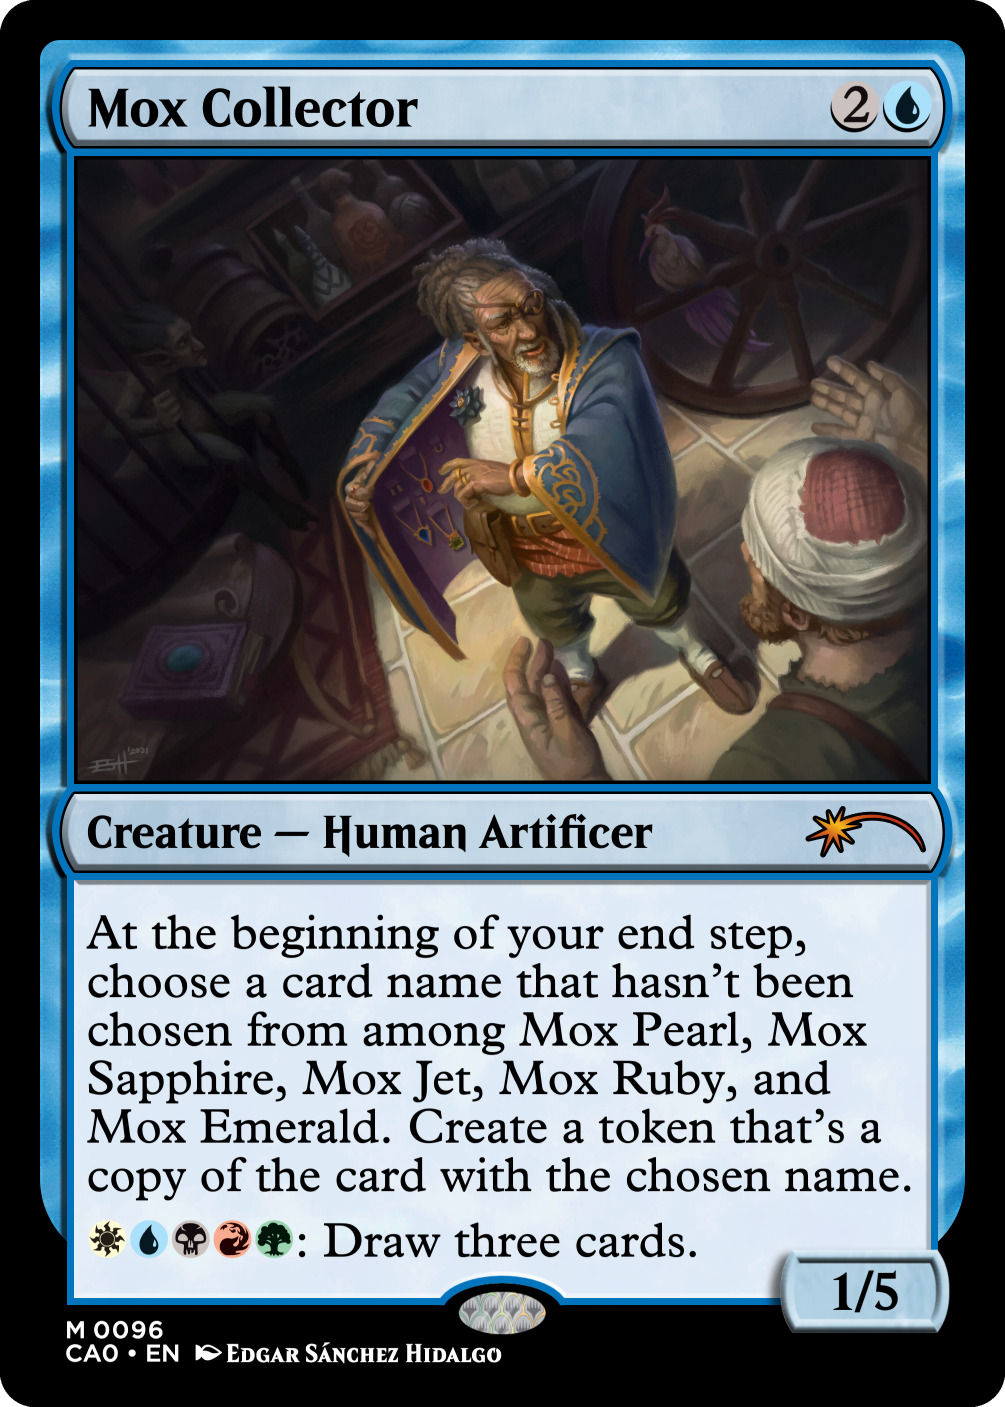 Mox Collector 2
'2021
ESH
Creature — Human Artificer
At the beginning of your end step,
choose a card name that hasn't been
chosen from among Mox Pearl, Mox
Sapphire, Mox Jet, Mox Ruby, and
Mox Emerald. Create a token that's a
copy of the card with the chosen name.
: Draw three cards.
1/5
M 0096
CAO • EN Edgar Sánchez Hidalgo